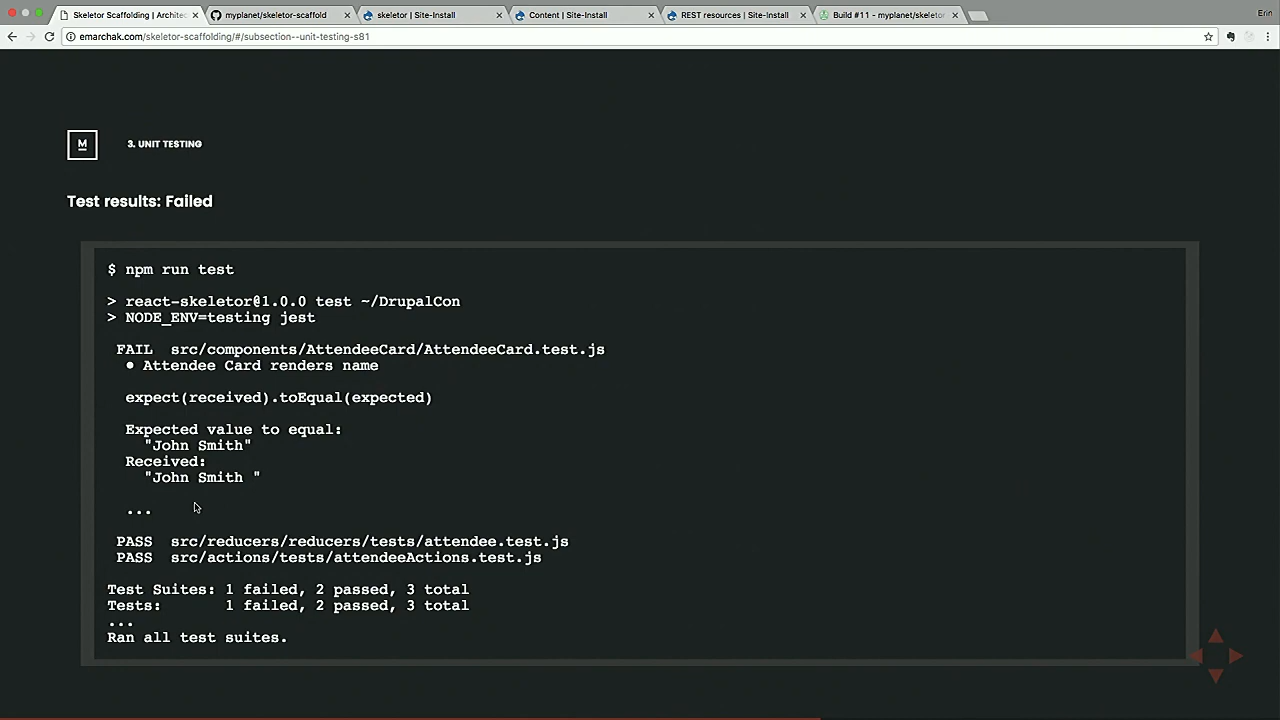 Skeletor Scaffolding | Architec
myplanet/skeletor-scaffold
skeletor | Site-Install
Content | Site-Install
REST resources | Site-Install
Build #11 - myplanet/skeletor
Erin
emarchak.com/skeletor-scaffolding/#/subsection--unit-testing-s81
M
3. UNIT TESTING
Test results: Failed
$ npm run test
> react-skeletor@1.0.0 test ~/DrupalCon
> NODE_ENV=testing jest
FAIL src/components/AttendeeCard/AttendeeCard.test.js
● Attendee Card renders name
expect(received).toEqual(expected)
Expected value to equal:
"John Smith"
Received:
"John Smith "
...
PASS src/reducers/reducers/tests/attendee.test.js
PASS src/actions/tests/attendeeActions.test.js
Test Suites: 1 failed, 2 passed, 3 total
Tests: 1 failed, 2 passed, 3 total
...
Ran all test suites.